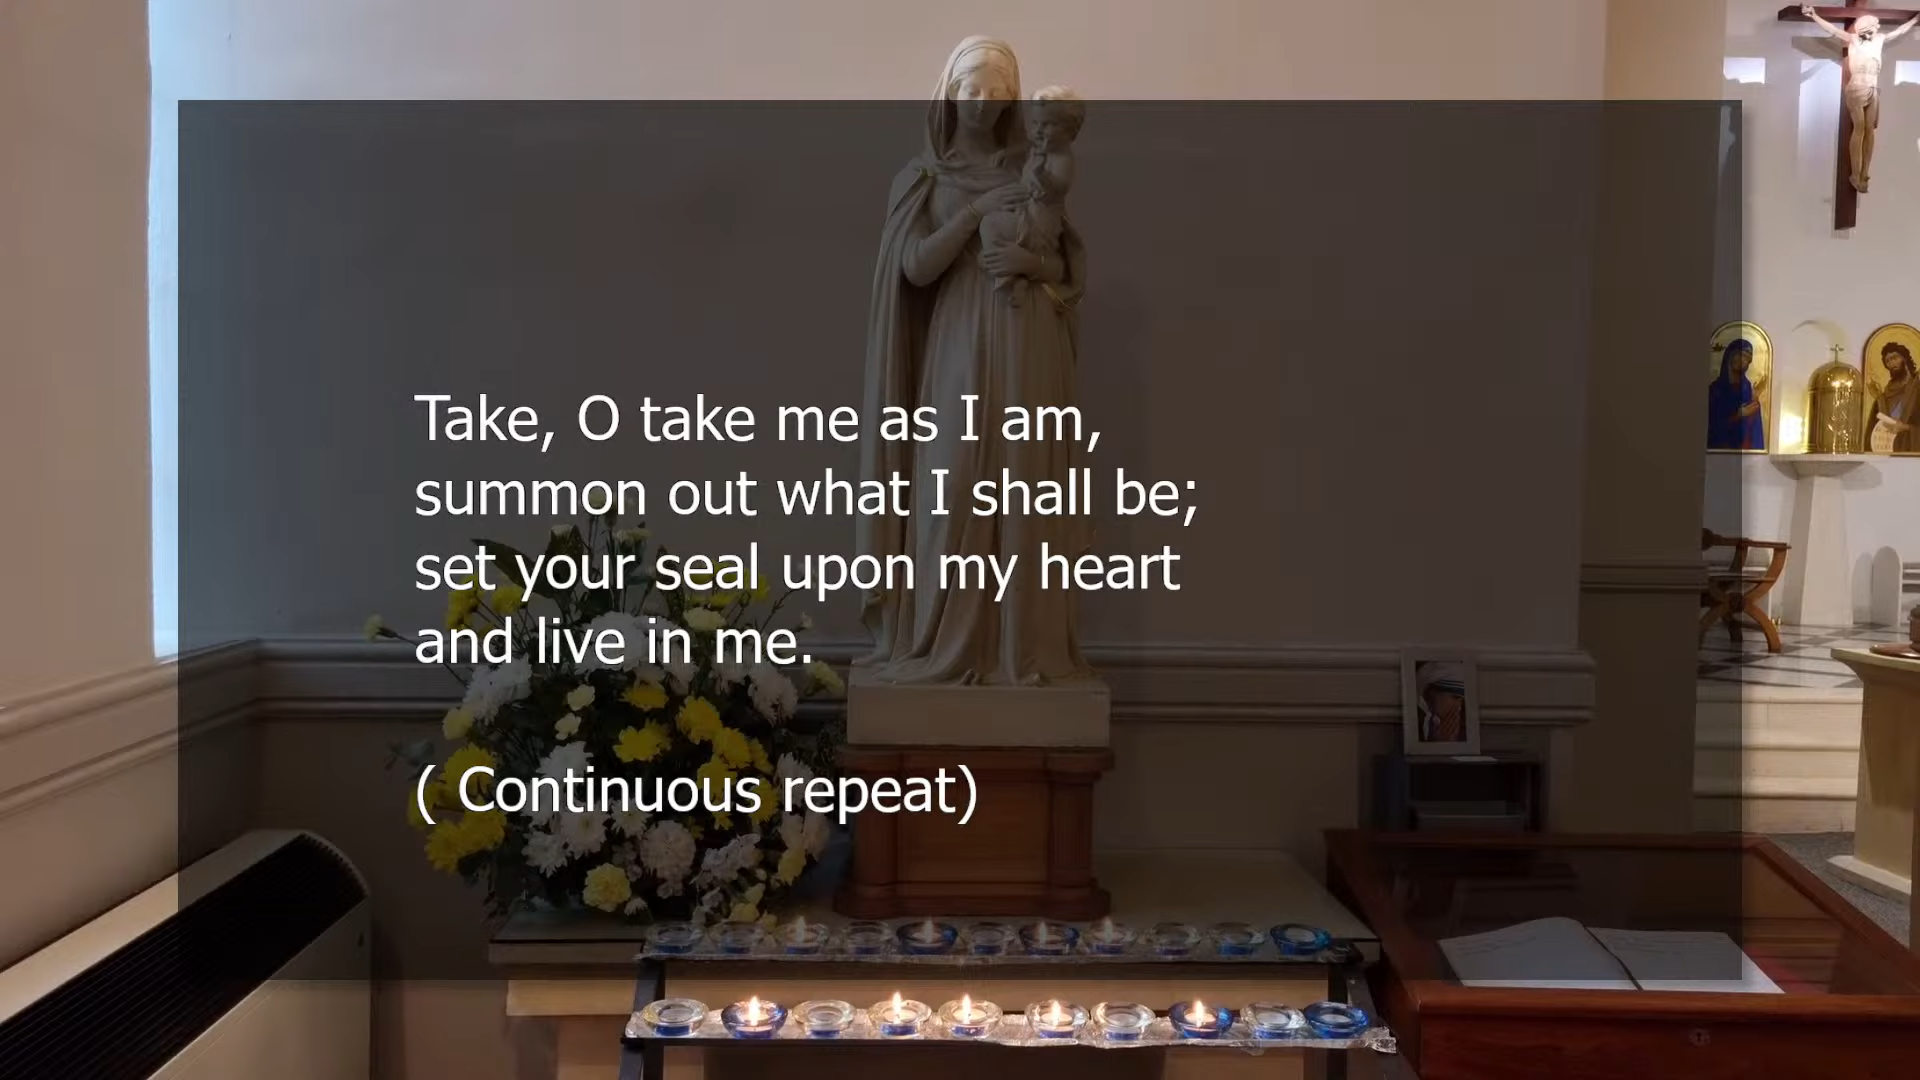 Take, O take me as I am,
summon out what I shall be;
set your seal upon my heart
and live in me.
( Continuous repeat)